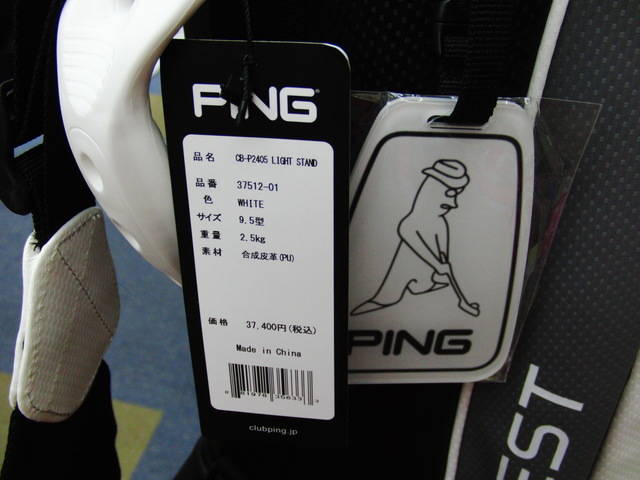 PING
品名 CB-P2405 LIGHT STAND
品番 37512-01
色 WHITE
サイズ 9.5型
重量 2.5kg
素材 合成皮革(PU)
価格 37,400円(税込)
Made in China
clubping.jp
PING
EST